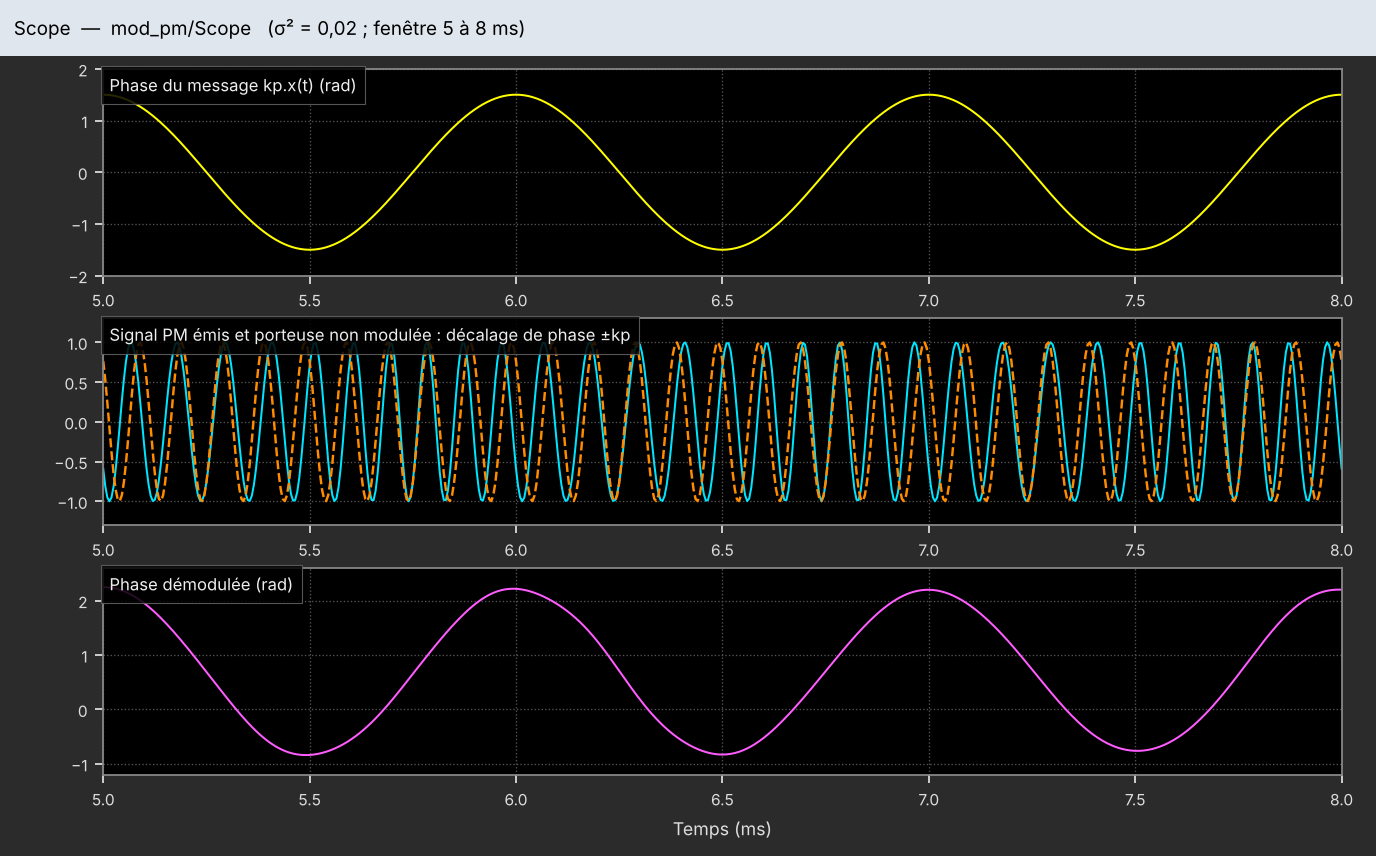 Scope — mod_pm/Scope (σ² = 0,02 ; fenêtre 5 à 8 ms)
Phase du message kp.x(t) (rad)
2
1
0
−1
−2
5.0 5.5 6.0 6.5 7.0 7.5 8.0
Signal PM émis et porteuse non modulée : décalage de phase ±kp
1.0
0.5
0.0
−0.5
−1.0
5.0 5.5 6.0 6.5 7.0 7.5 8.0
Phase démodulée (rad)
2
1
0
−1
5.0 5.5 6.0 6.5 7.0 7.5 8.0
Temps (ms)